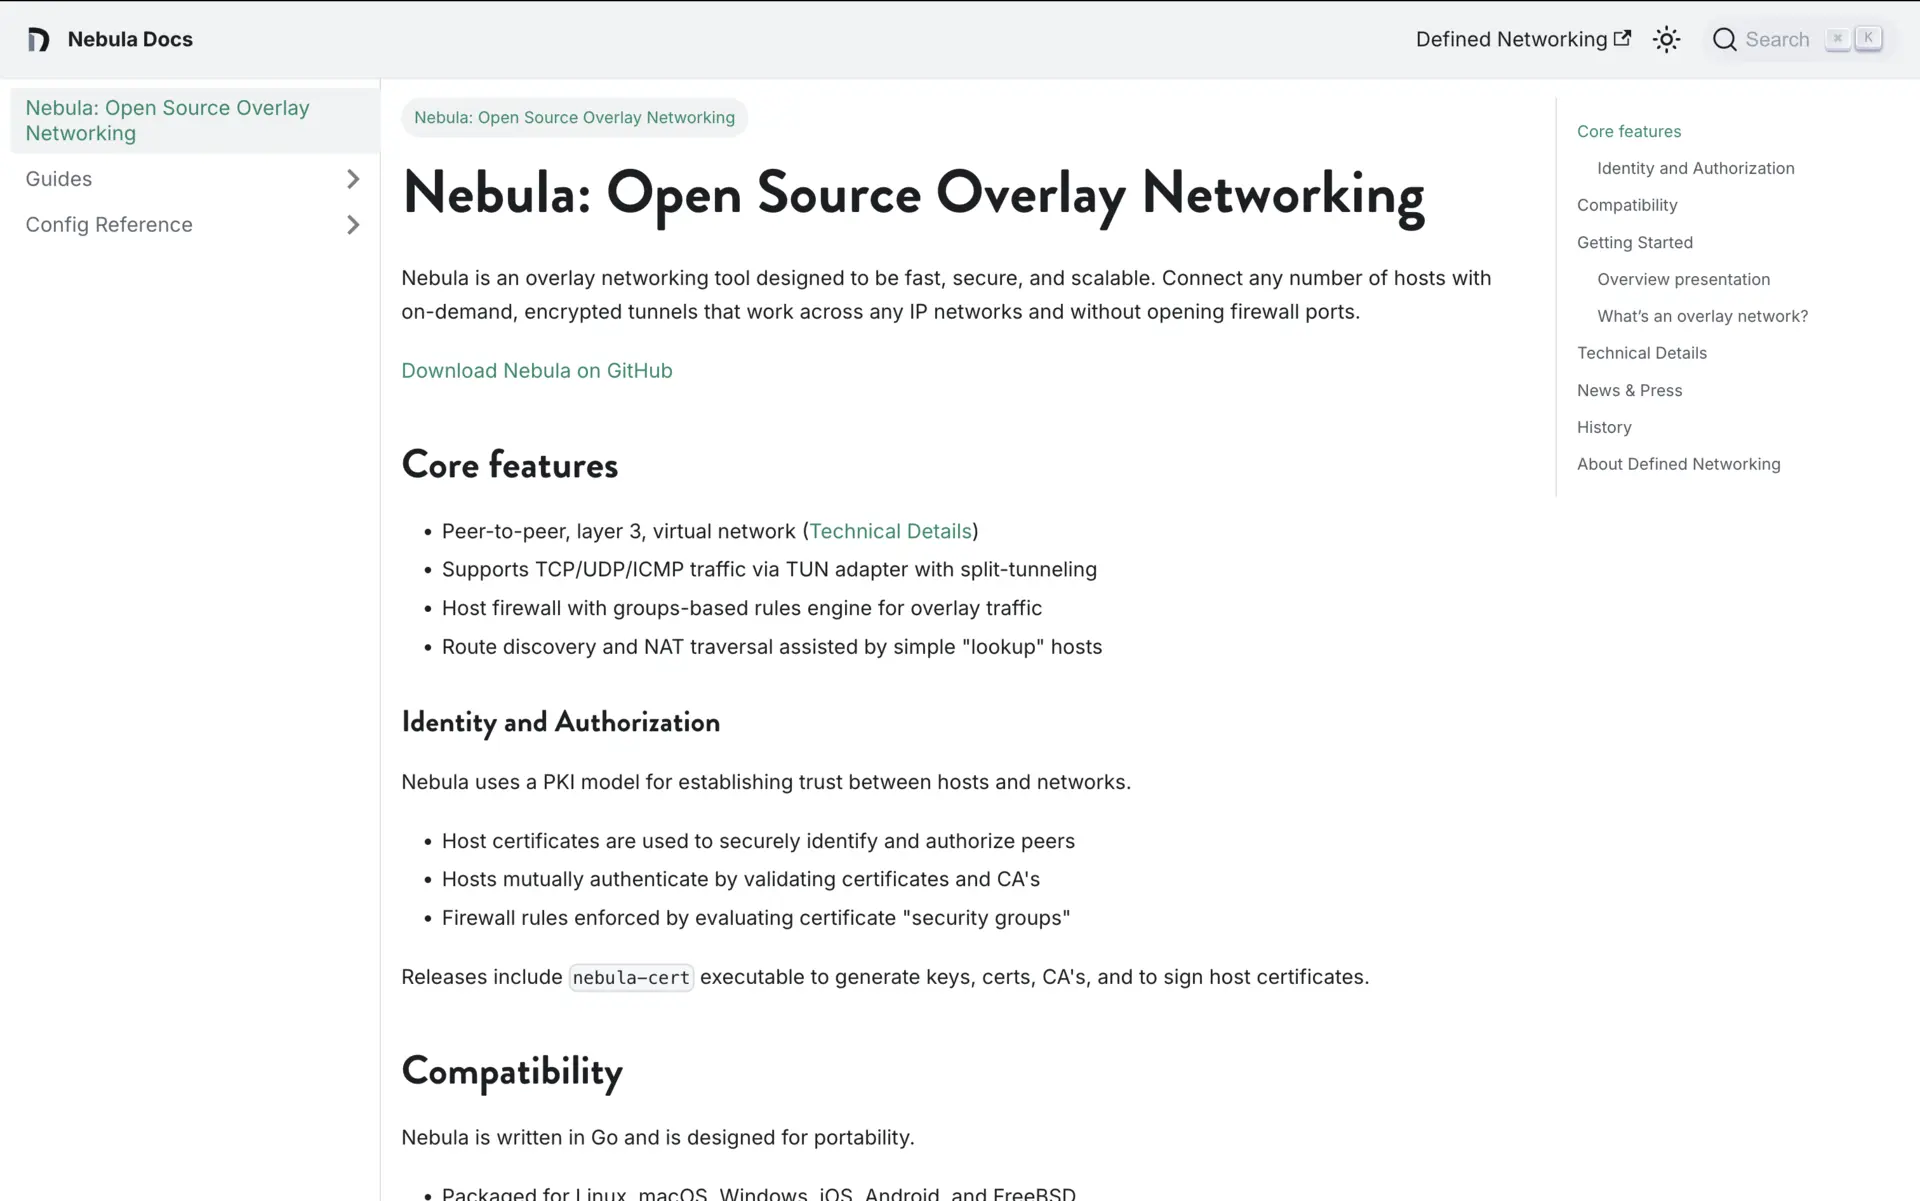 Nebula Docs
Defined Networking
Search
⌘ K
Nebula: Open Source Overlay
Networking
Guides
Config Reference
Nebula: Open Source Overlay Networking
Nebula: Open Source Overlay Networking
Nebula is an overlay networking tool designed to be fast, secure, and scalable. Connect any number of hosts with
on-demand, encrypted tunnels that work across any IP networks and without opening firewall ports.
Download Nebula on GitHub
Core features
• Peer-to-peer, layer 3, virtual network (Technical Details)
• Supports TCP/UDP/ICMP traffic via TUN adapter with split-tunneling
• Host firewall with groups-based rules engine for overlay traffic
• Route discovery and NAT traversal assisted by simple "lookup" hosts
Identity and Authorization
Nebula uses a PKI model for establishing trust between hosts and networks.
• Host certificates are used to securely identify and authorize peers
• Hosts mutually authenticate by validating certificates and CA's
• Firewall rules enforced by evaluating certificate "security groups"
Releases include nebula-cert executable to generate keys, certs, CA's, and to sign host certificates.
Compatibility
Nebula is written in Go and is designed for portability.
• Packaged for Linux, macOS, Windows, iOS, Android, and FreeBSD
Core features
Identity and Authorization
Compatibility
Getting Started
Overview presentation
What's an overlay network?
Technical Details
News & Press
History
About Defined Networking